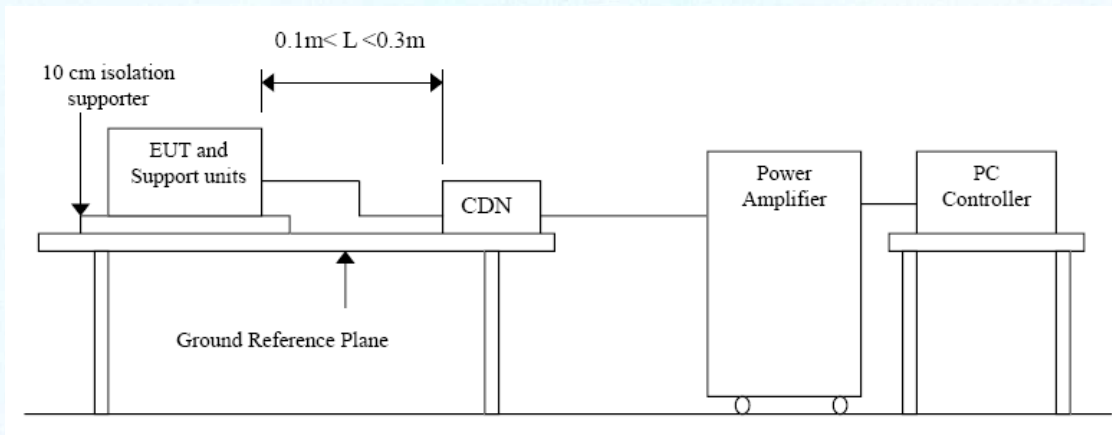 0.1m< L <0.3m
10 cm isolation
supporter
EUT and
Support units
CDN
Power
Amplifier
PC
Controller
Ground Reference Plane